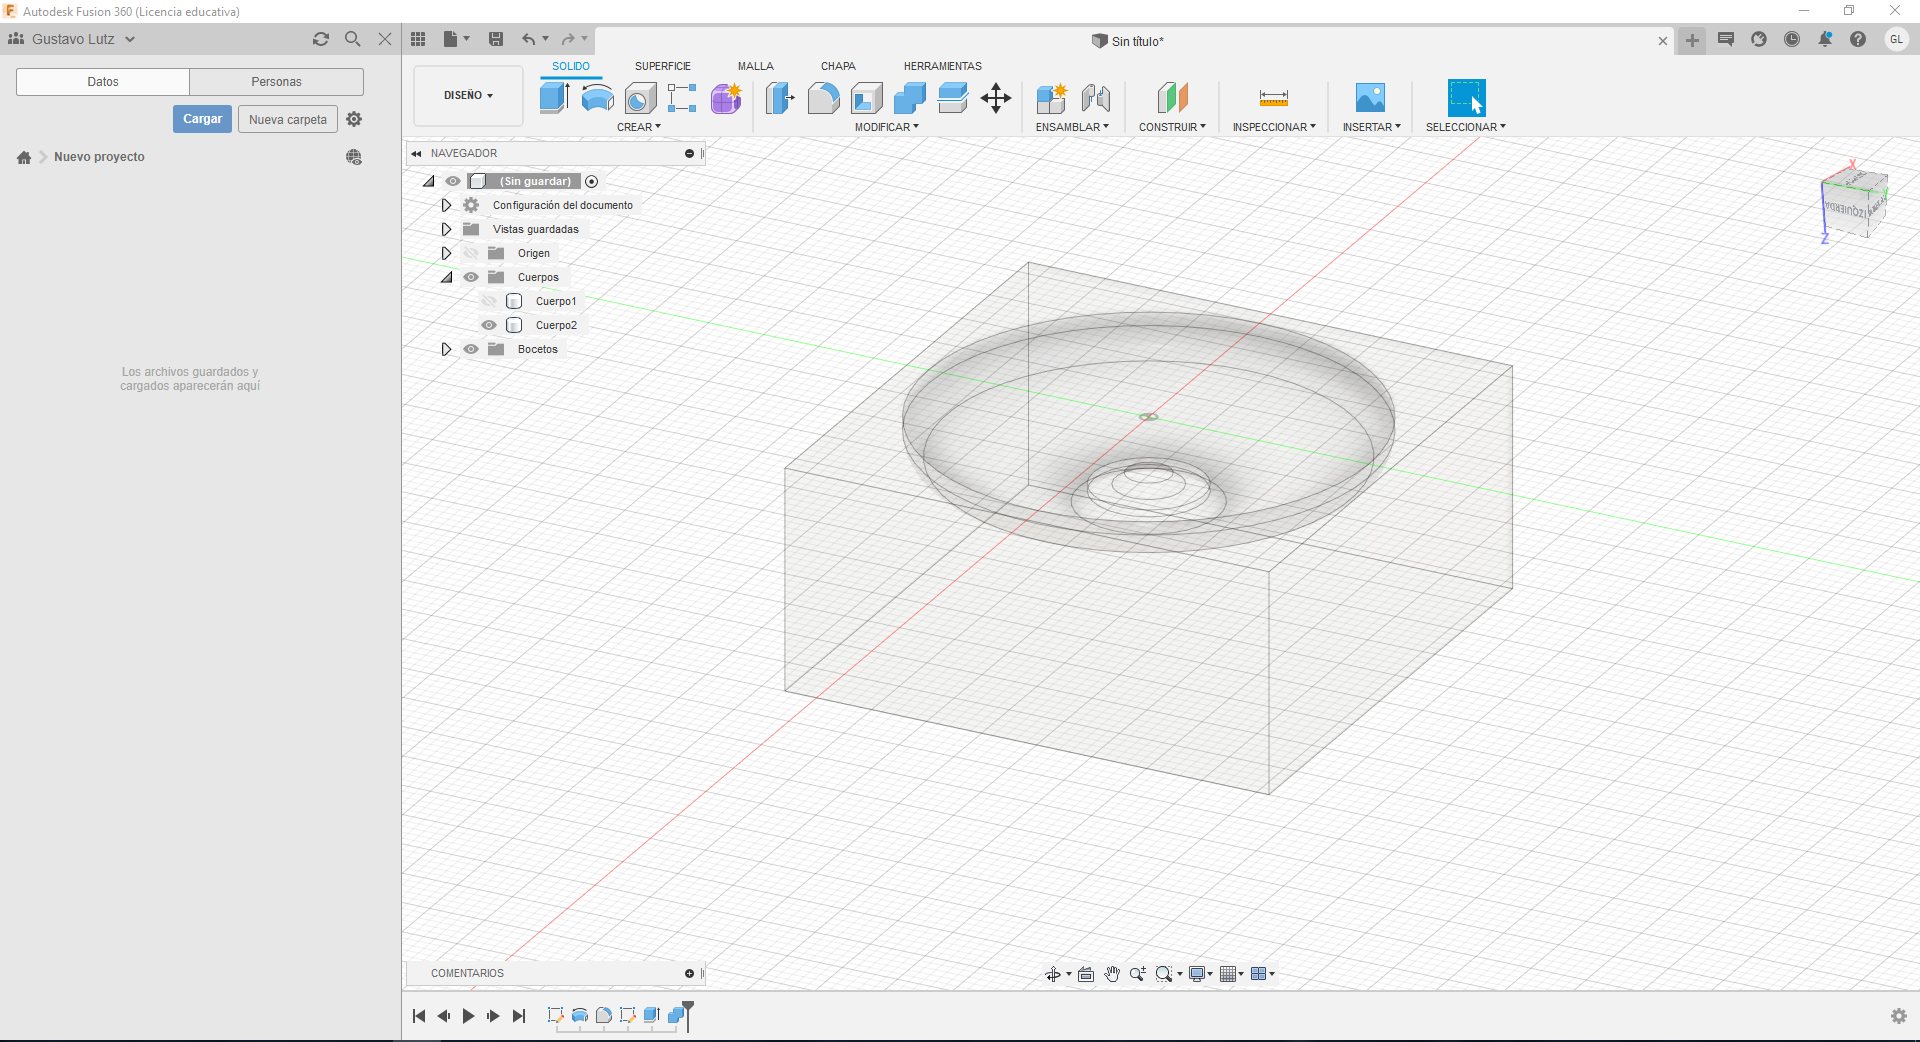 Autodesk Fusion 360 (Licencia educativa)
Gustavo Lutz
Sin título*
GL
Datos
Personas
Cargar
Nueva carpeta
Nuevo proyecto
Los archivos guardados y
cargados aparecerán aquí
SOLIDO
SUPERFICIE
MALLA
CHAPA
HERRAMIENTAS
DISEÑO
CREAR
MODIFICAR
ENSAMBLAR
CONSTRUIR
INSPECCIONAR
INSERTAR
SELECCIONAR
NAVEGADOR
(Sin guardar)
Configuración del documento
Vistas guardadas
Origen
Cuerpos
Cuerpo1
Cuerpo2
Bocetos
X
IZQUIERDA
Z
COMENTARIOS